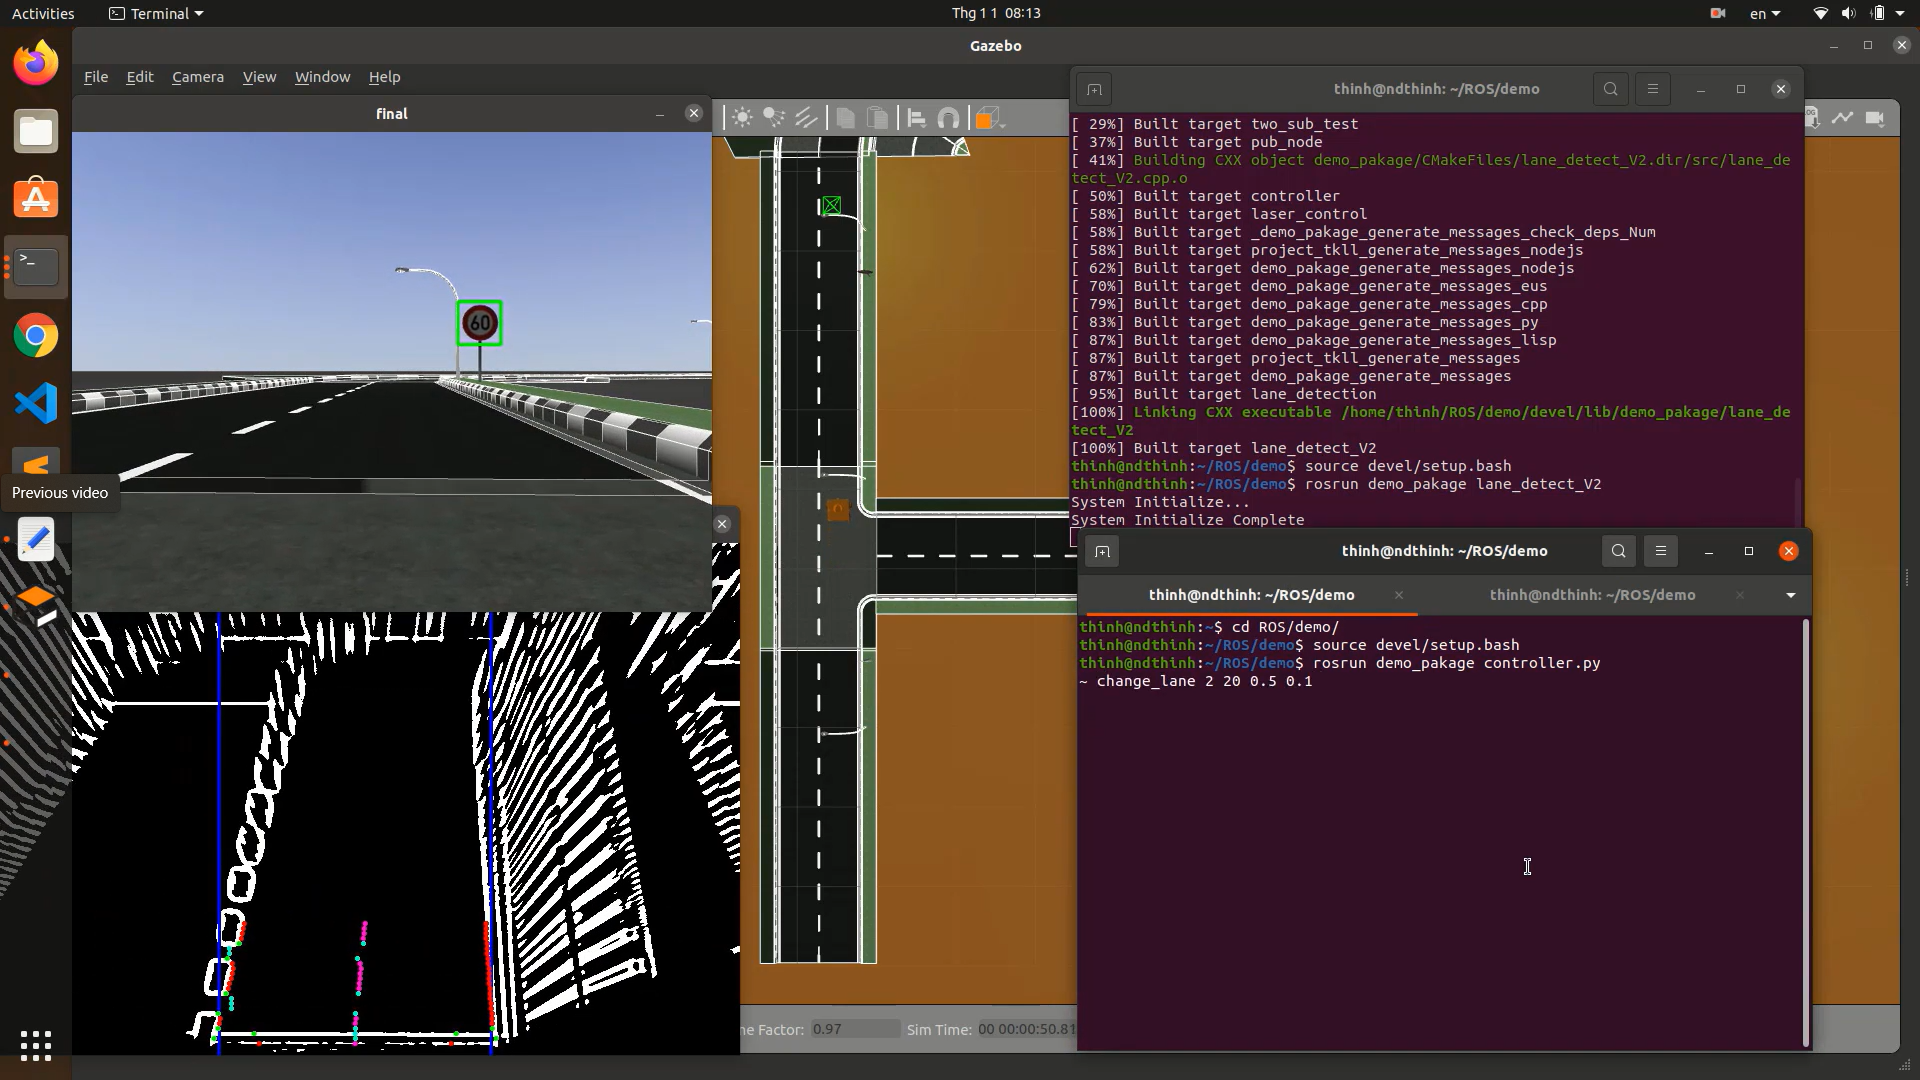 Activities
Terminal
Thg 1 1 08:13
en
Gazebo
File Edit Camera View Window Help
final
60
Previous video
thinh@ndthinh: ~/ROS/demo
[ 29%] Built target two_sub_test
[ 37%] Built target pub_node
[ 41%] Building CXX object demo_pakage/CMakeFiles/lane_detect_V2.dir/src/lane_de
tect_V2.cpp.o
[ 50%] Built target controller
[ 58%] Built target laser_control
[ 58%] Built target _demo_pakage_generate_messages_check_deps_Num
[ 58%] Built target project_tkll_generate_messages_nodejs
[ 62%] Built target demo_pakage_generate_messages_nodejs
[ 70%] Built target demo_pakage_generate_messages_eus
[ 79%] Built target demo_pakage_generate_messages_cpp
[ 83%] Built target demo_pakage_generate_messages_py
[ 87%] Built target demo_pakage_generate_messages_lisp
[ 87%] Built target project_tkll_generate_messages
[ 87%] Built target demo_pakage_generate_messages
[ 95%] Built target lane_detection
[100%] Linking CXX executable /home/thinh/ROS/demo/devel/lib/demo_pakage/lane_de
tect_V2
[100%] Built target lane_detect_V2
thinh@ndthinh:~/ROS/demo$ source devel/setup.bash
thinh@ndthinh:~/ROS/demo$ rosrun demo_pakage lane_detect_V2
System Initialize...
System Initialize Complete
thinh@ndthinh: ~/ROS/demo
thinh@ndthinh: ~/ROS/demo
thinh@ndthinh: ~/ROS/demo
thinh@ndthinh:~$ cd ROS/demo/
thinh@ndthinh:~/ROS/demo$ source devel/setup.bash
thinh@ndthinh:~/ROS/demo$ rosrun demo_pakage controller.py
~ change_lane 2 20 0.5 0.1
Factor: 0.97 Sim Time: 00 00:00:50.81